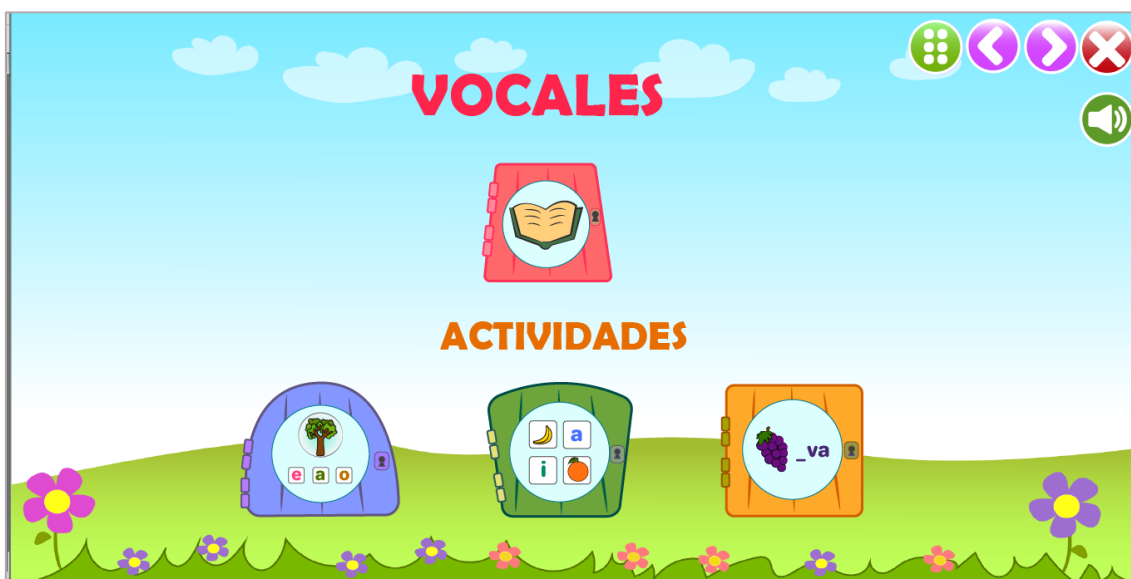 VOCALES
ACTIVIDADES
e a o
a
i
_va